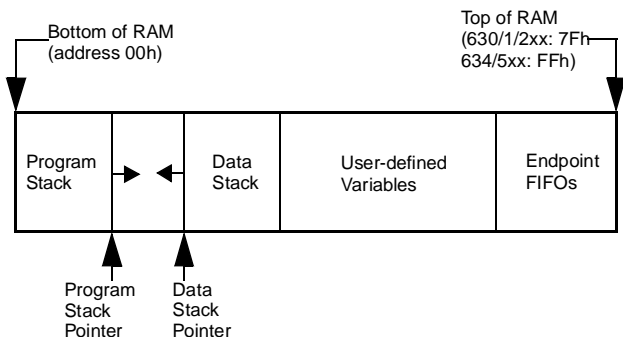 Bottom of RAM
(address 00h)
Top of RAM
(630/1/2xx: 7Fh
634/5xx: FFh)
Program
Stack
Data
Stack
User-defined
Variables
Endpoint
FIFOs
Program
Stack
Pointer
Data
Stack
Pointer